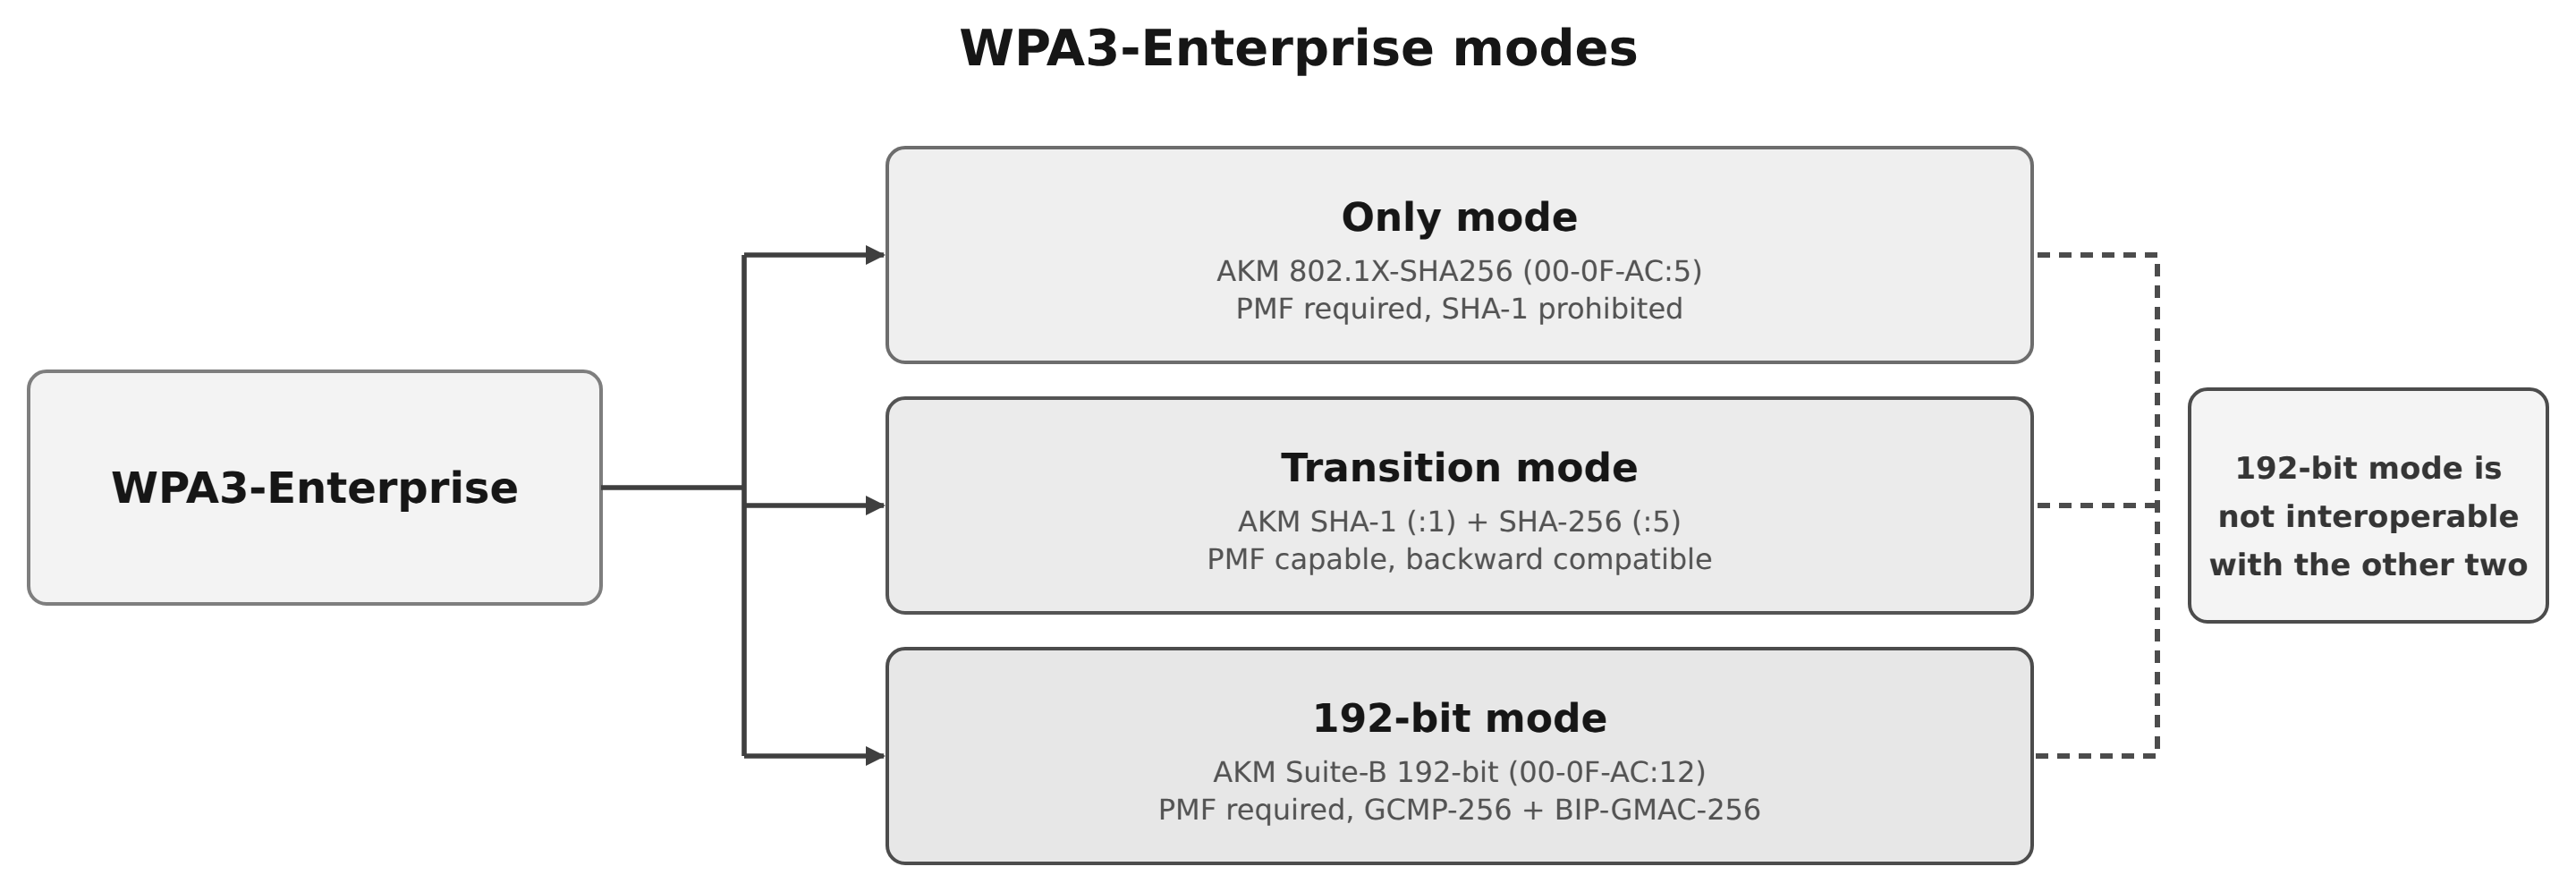 WPA3-Enterprise modes
WPA3-Enterprise
Only mode
AKM 802.1X-SHA256 (00-0F-AC:5)
PMF required, SHA-1 prohibited
Transition mode
AKM SHA-1 (:1) + SHA-256 (:5)
PMF capable, backward compatible
192-bit mode
AKM Suite-B 192-bit (00-0F-AC:12)
PMF required, GCMP-256 + BIP-GMAC-256
192-bit mode is
not interoperable
with the other two